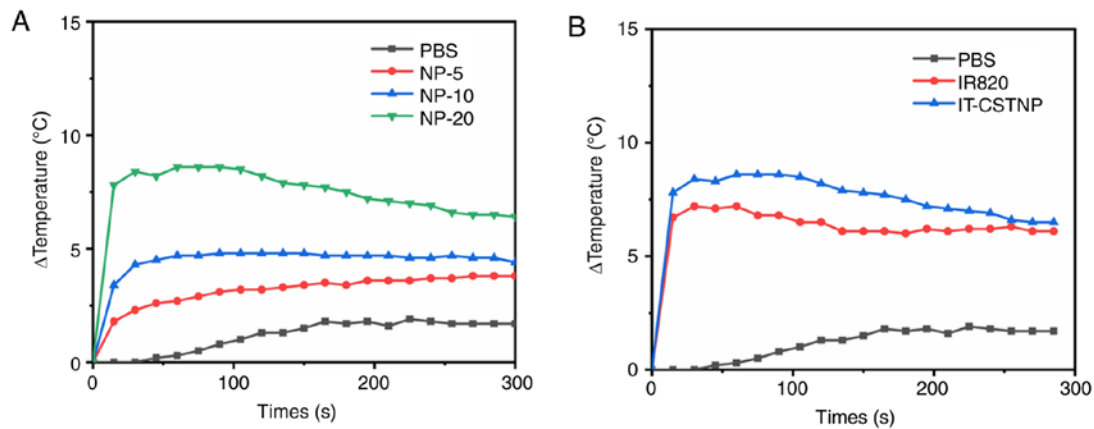 A
15
10
5
0
ΔTemperature (°C)
PBS
NP-5
NP-10
NP-20
0 100 200 300
Times (s)
B
15
10
5
0
ΔTemperature (°C)
PBS
IR820
IT-CSTNP
0 100 200 300
Times (s)